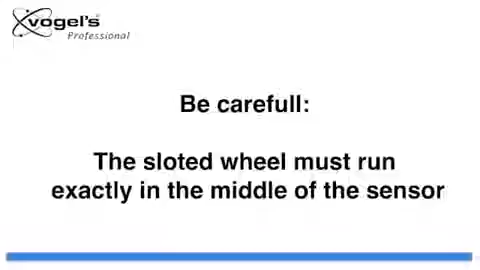 vogel's
Professional
Be carefull:
The sloted wheel must run
exactly in the middle of the sensor